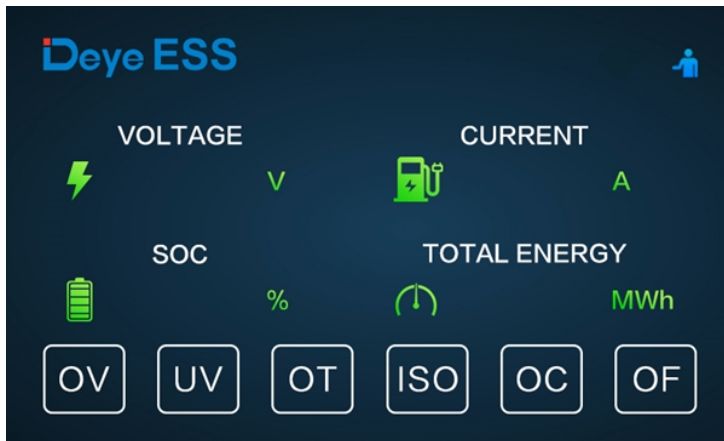 Deye ESS
VOLTAGE CURRENT
V A
SOC TOTAL ENERGY
% MWh
OV UV OT ISO OC OF